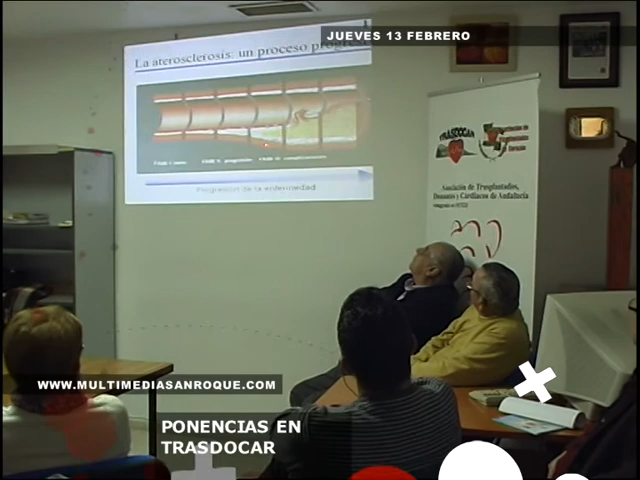 JUEVES 13 FEBRERO
La aterosclerosis: un proceso progresi
Progresión de la enfermedad
TRASDOCAR
Asociación de Trasplantados,
Donantes y Cardíacos de Andalucía
WWW.MULTIMEDIASANROQUE.COM
PONENCIAS EN
TRASDOCAR